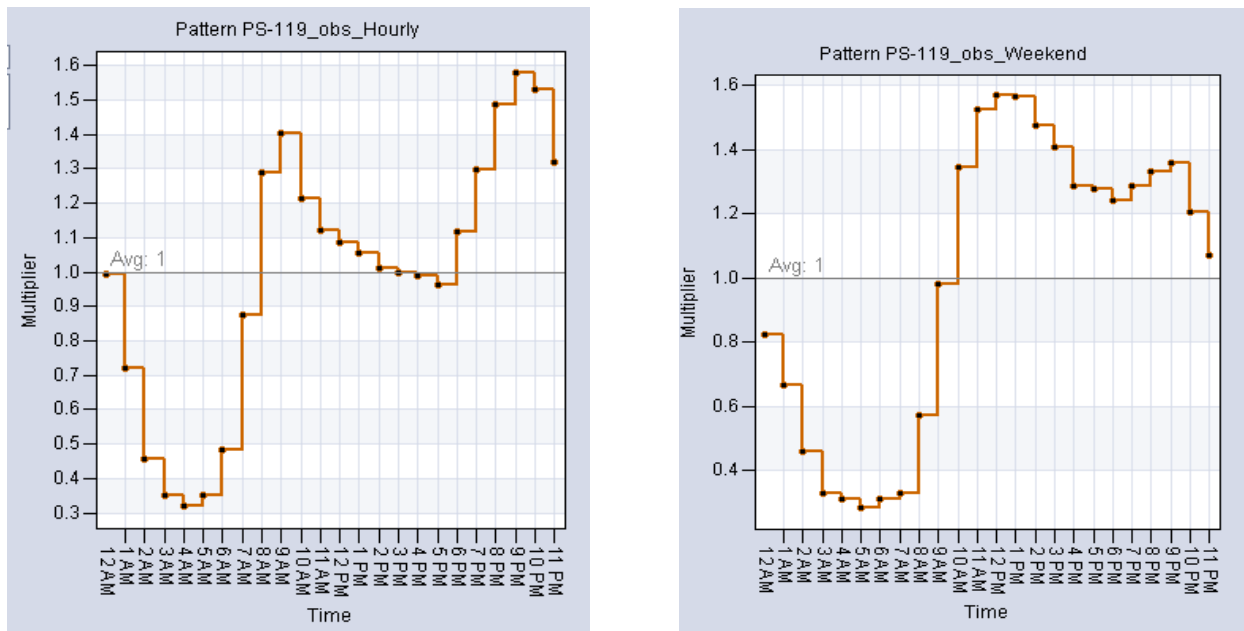 Pattern PS-119_obs_Hourly
1.6
1.5
1.4
1.3
1.2
1.1
1.0
0.9
0.8
0.7
0.6
0.5
0.4
0.3
Multiplier
Avg: 1
12 AM
1 AM
2 AM
3 AM
4 AM
5 AM
6 AM
7 AM
8 AM
9 AM
10 AM
11 AM
12 PM
1 PM
2 PM
3 PM
4 PM
5 PM
6 PM
7 PM
8 PM
9 PM
10 PM
11 PM
Time
Pattern PS-119_obs_Weekend
1.6
1.4
1.2
1.0
0.8
0.6
0.4
Multiplier
Avg: 1
12 AM
1 AM
2 AM
3 AM
4 AM
5 AM
6 AM
7 AM
8 AM
9 AM
10 AM
11 AM
12 PM
1 PM
2 PM
3 PM
4 PM
5 PM
6 PM
7 PM
8 PM
9 PM
10 PM
11 PM
Time